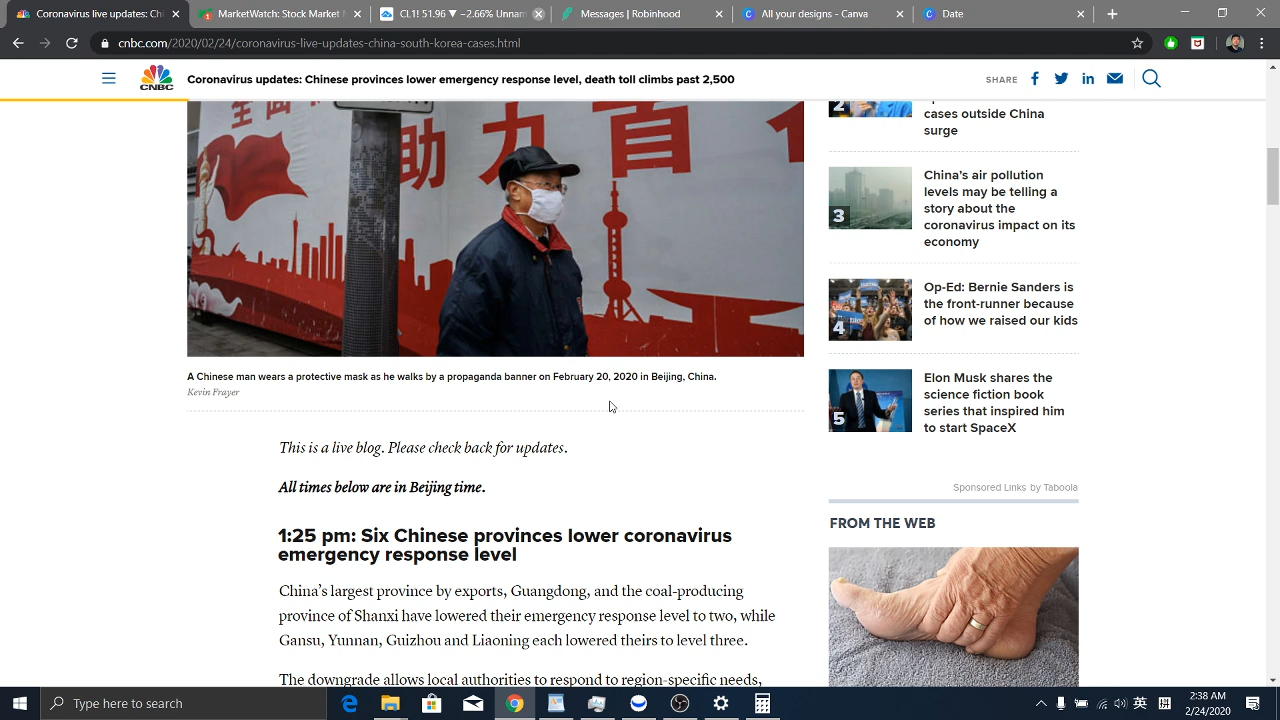 Coronavirus updates: Chinese
MarketWatch: Stock Market
CL1! 51.96 ▼ −2.6% Unnam
Messages | Robinhood
All your designs - Canva
Date
cnbc.com/2020/02/24/coronavirus-live-updates-china-south-korea-cases.html
CNBC
Coronavirus updates: Chinese provinces lower emergency response level, death toll climbs past 2,500
SHARE
助力首
A Chinese man wears a protective mask as he walks by a propaganda banner on February 20, 2020 in Beijing, China.
Kevin Frayer
This is a live blog. Please check back for updates.
All times below are in Beijing time.
1:25 pm: Six Chinese provinces lower coronavirus
emergency response level
China's largest province by exports, Guangdong, and the coal-producing
province of Shanxi have lowered their emergency response level to two, while
Gansu, Yunnan, Guizhou and Liaoning each lowered theirs to level three.
The downgrade allows local authorities to respond to region-specific needs,
2
cases outside China
surge
3
China's air pollution
levels may be telling a
story about the
coronavirus impact on its
economy
4
Op-Ed: Bernie Sanders is
the front-runner because
of how we raised our kids
5
Elon Musk shares the
science fiction book
series that inspired him
to start SpaceX
Sponsored Links by Taboola
FROM THE WEB
Type here to search
英
拼
2:38 AM
2/24/2020